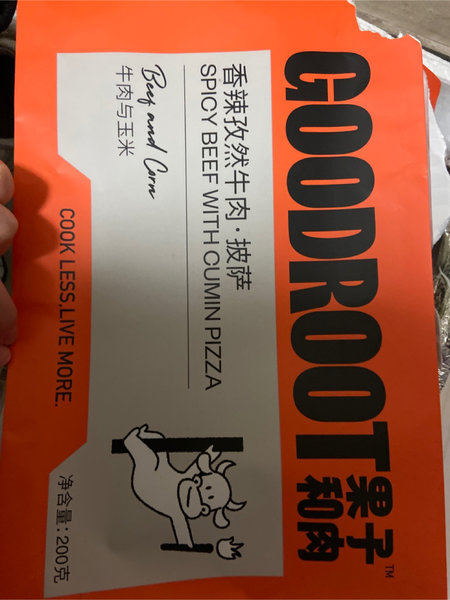 GOODROOT
果子
和肉
TM
香辣孜然牛肉·披萨
SPICY BEEF WITH CUMIN PIZZA
Beef and Corn
牛肉与玉米
COOK LESS,LIVE MORE.
净含量:200克